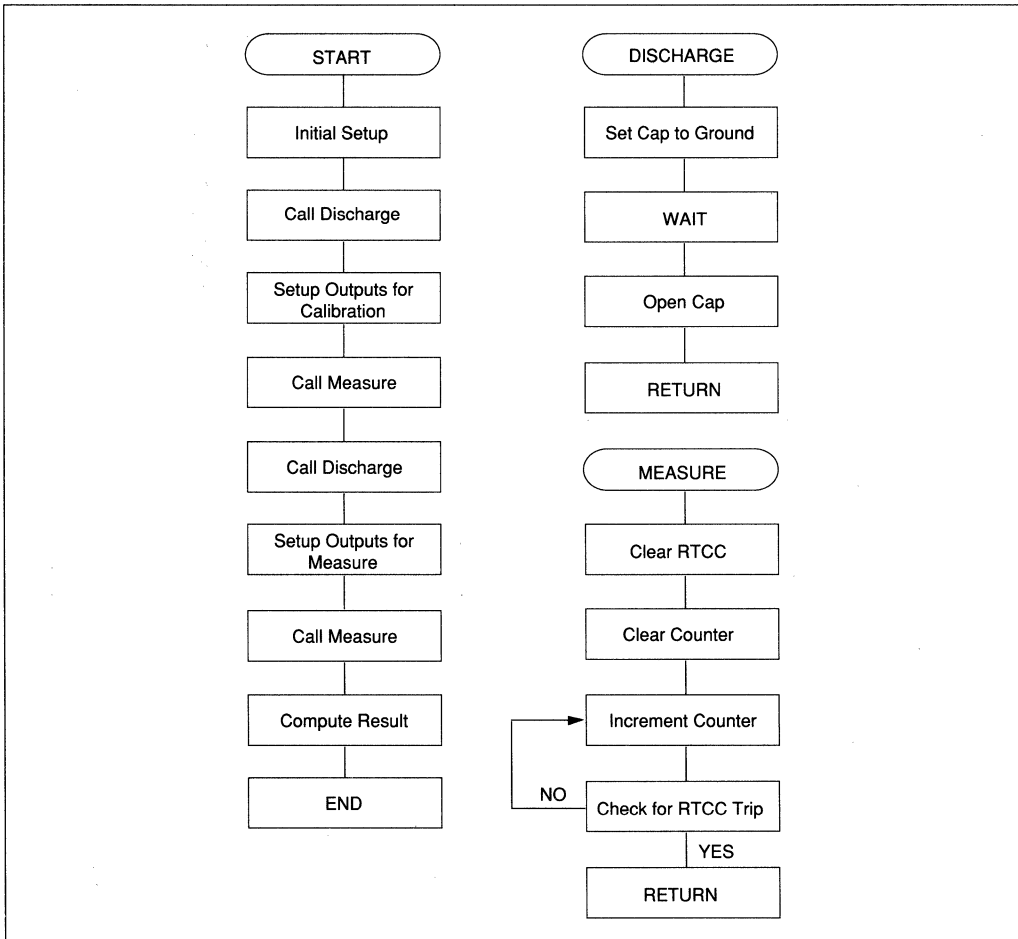 START
Initial Setup
Call Discharge
Setup Outputs for
Calibration
Call Measure
Call Discharge
Setup Outputs for
Measure
Call Measure
Compute Result
END
DISCHARGE
Set Cap to Ground
WAIT
Open Cap
RETURN
MEASURE
Clear RTCC
Clear Counter
Increment Counter
NO
Check for RTCC Trip
YES
RETURN